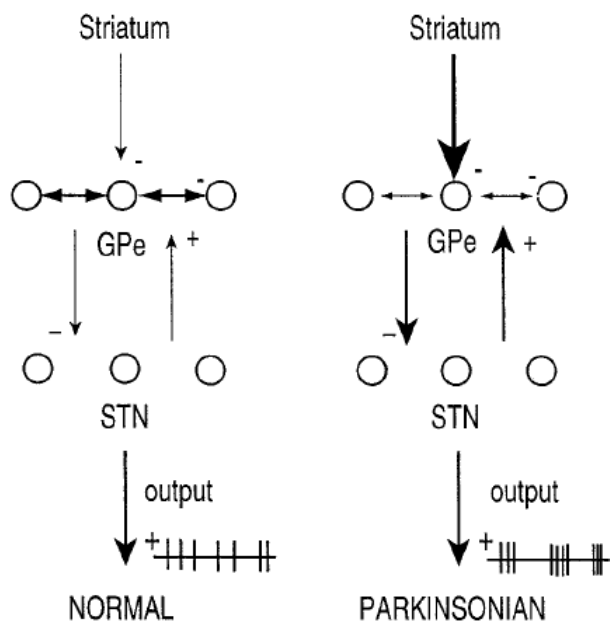 Striatum
Striatum
-
-
-
-
GPe
+
GPe
+
–
–
STN
STN
output
output
+
+
NORMAL
PARKINSONIAN